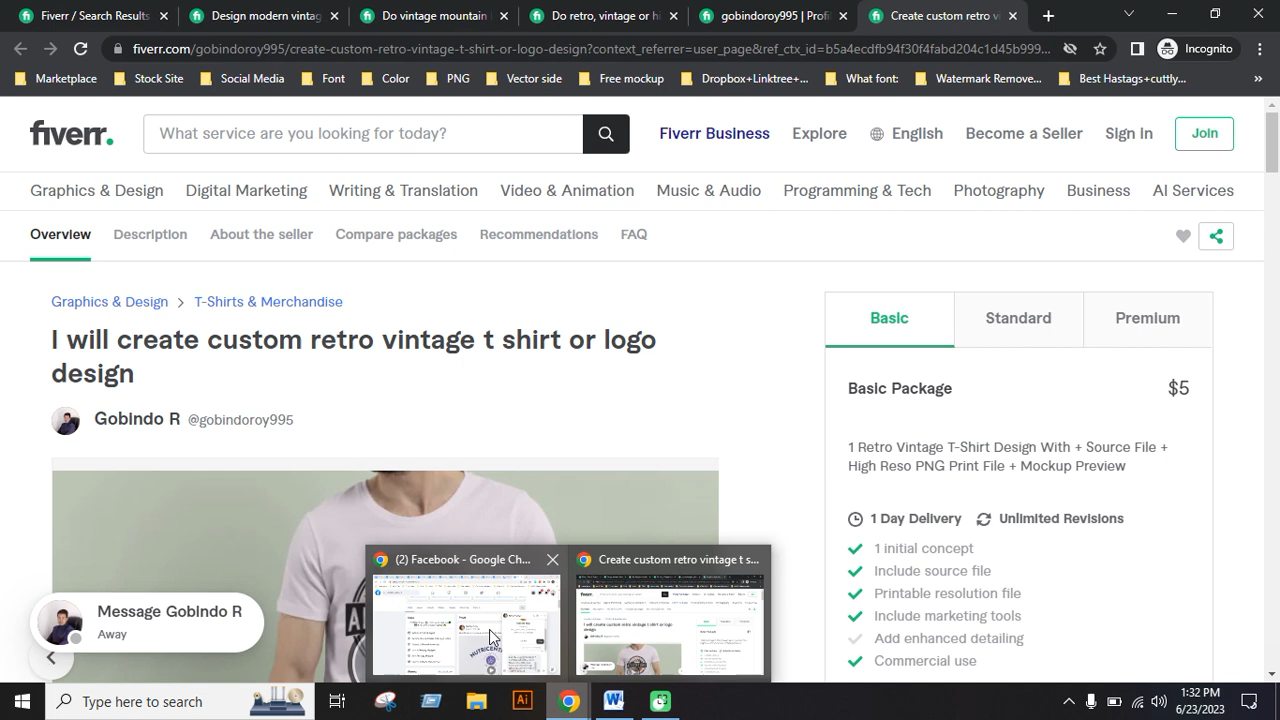 Fiverr / Search Results
Design modern vintag
Do vintage mountain
Do retro, vintage or hi
gobindoroy995 | Profi
Create custom retro v
fiverr.com/gobindoroy995/create-custom-retro-vintage-t-shirt-or-logo-design?context_referrer=user_page&ref_ctx_id=b5a4ecdfb94f30f4fabd204c1d45b999...
Incognito
Marketplace
Stock Site
Social Media
Font
Color
PNG
Vector side
Free mockup
Dropbox+Linktree+...
What font:
Watermark Remove...
Best Hastags+cuttly...
»
fiverr.
What service are you looking for today?
Fiverr Business
Explore
English
Become a Seller
Sign In
Join
Graphics & Design
Digital Marketing
Writing & Translation
Video & Animation
Music & Audio
Programming & Tech
Photography
Business
AI Services
Overview
Description
About the seller
Compare packages
Recommendations
FAQ
Graphics & Design > T-Shirts & Merchandise
I will create custom retro vintage t shirt or logo
design
Gobindo R @gobindoroy995
Basic
Standard
Premium
Basic Package $5
1 Retro Vintage T-Shirt Design With + Source File +
High Reso PNG Print File + Mockup Preview
1 Day Delivery
Unlimited Revisions
1 initial concept
Include source file
Printable resolution file
Include marketing tools
Add enhanced detailing
Commercial use
Message Gobindo R
Away
(2) Facebook - Google Ch...
Create custom retro vintage t s...
Type here to search
Ai
W
1:32 PM
6/23/2023